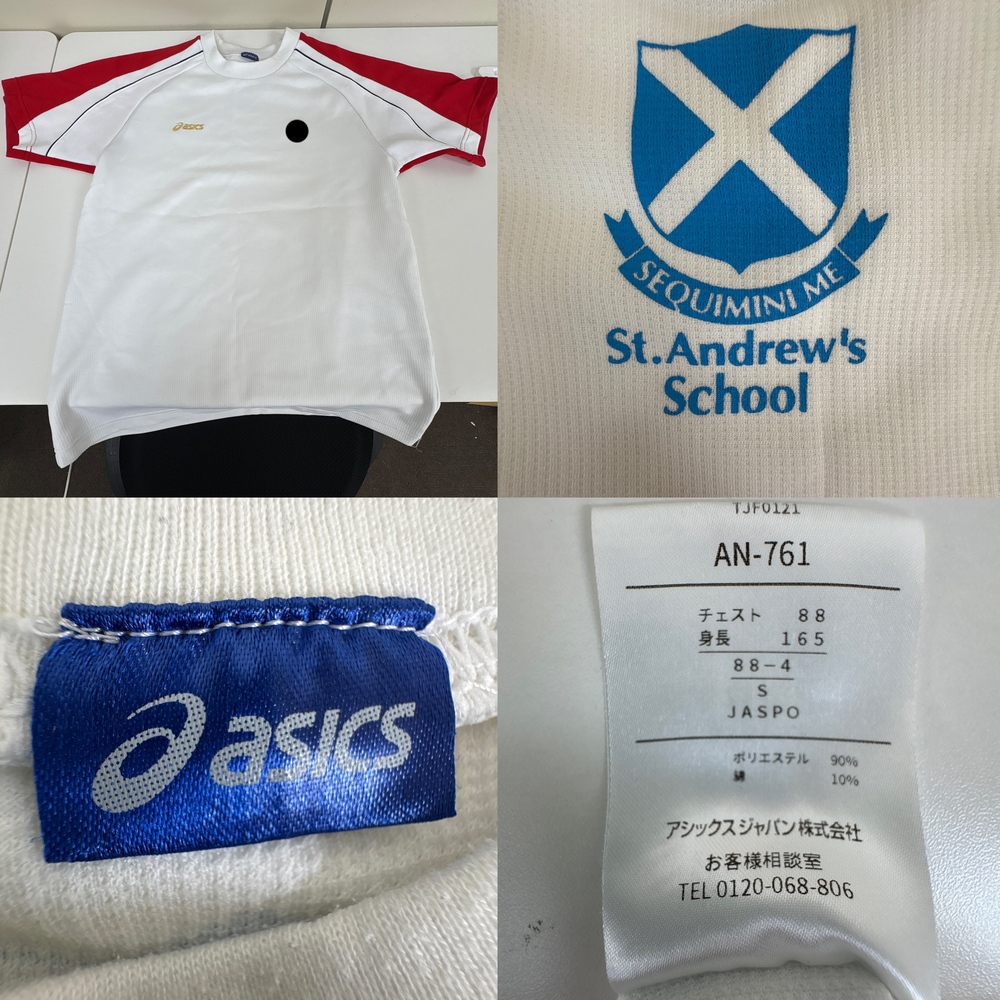 asics
SEQUIMINI ME
St. Andrew's
School
asics
TJF0121
AN-761
チェスト 88
身長 165
88-4
S
JASPO
ポリエステル 90%
綿 10%
アシックスジャパン株式会社
お客様相談室
TEL 0120-068-806